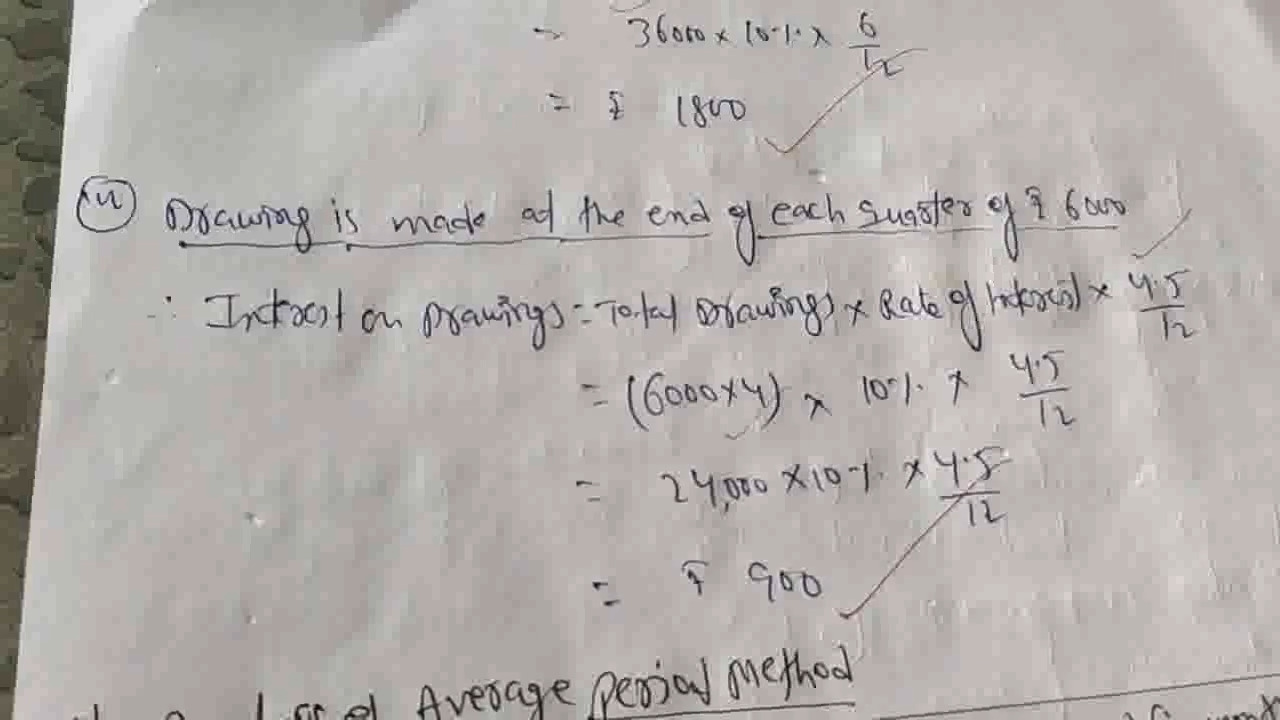 = 36000 × 10% × 6/12
= ₹ 1800
Drawing is made at the end of each quarter of ₹ 6000
∴ Interest on Drawings = Total Drawings × Rate of Interest × 4.5/12
= (6000×4) × 10% × 4.5/12
= 24,000 × 10% × 4.5/12
= ₹ 900
Average Period Method